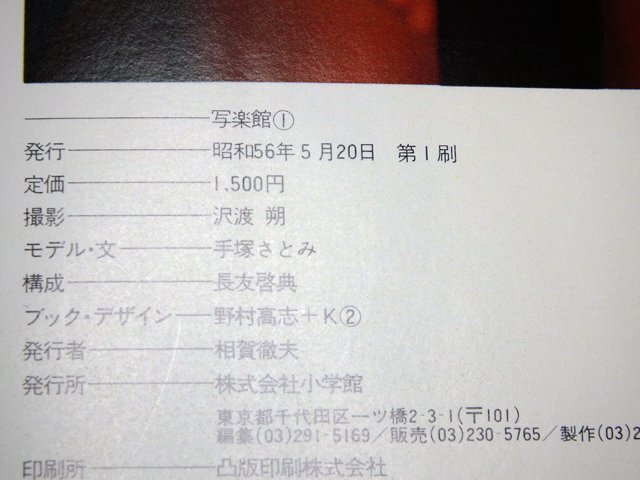 写楽館①
発行 昭和56年5月20日 第1刷
定価 1,500円
撮影 沢渡 朔
モデル・文 手塚さとみ
構成 長友啓典
ブック・デザイン 野村高志+K②
発行者 相賀徹夫
発行所 株式会社小学館
東京都千代田区一ツ橋2-3-1(〒101)
編集(03)291-5169/販売(03)230-5765/製作(03)2
印刷所 凸版印刷株式会社